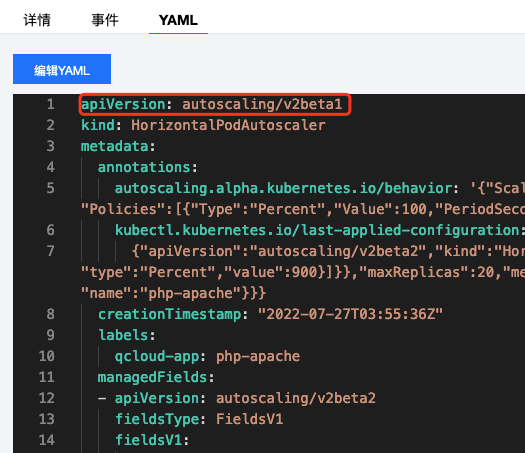 详情 事件 YAML
编辑YAML
1 apiVersion: autoscaling/v2beta1
2 kind: HorizontalPodAutoscaler
3 metadata:
4 annotations:
5 autoscaling.alpha.kubernetes.io/behavior: '{"Scal
"Policies":[{"Type":"Percent","Value":100,"PeriodSecon
6 kubectl.kubernetes.io/last-applied-configuration:
7 {"apiVersion":"autoscaling/v2beta2","kind":"Hor
"type":"Percent","value":900}]}},"maxReplicas":20,"me
"name":"php-apache"}}}
8 creationTimestamp: "2022-07-27T03:55:36Z"
9 labels:
10 qcloud-app: php-apache
11 managedFields:
12 - apiVersion: autoscaling/v2beta2
13 fieldsType: FieldsV1
14 fieldsV1: